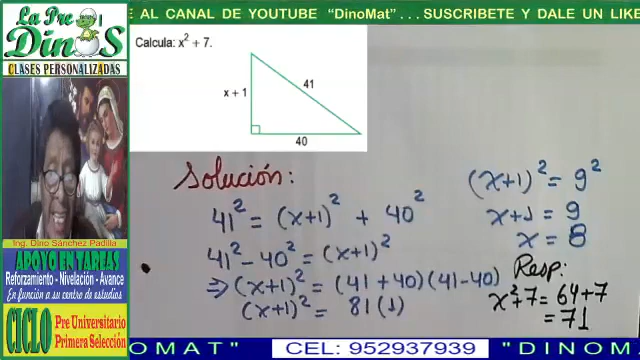 La Pre
DinoS
CLASES PERSONALIZADAS
E AL CANAL DE YOUTUBE "DinoMat"...SUSCRIBETE Y DALE UN LIKE
Calcula: x² + 7.
x + 1
41
40
Solución:
41² = (x+1)² + 40²
41² - 40² = (x+1)²
⇒ (x+1)² = (41 + 40)(41 - 40)
(x+1)² = 81(1)
(x+1)² = 9²
x+1 = 9
x = 8
Resp:
x²+7 = 64+7
= 71
Ing. Dino Sánchez Padilla
APOYO EN TAREAS
Reforzamiento - Nivelación - Avance
En función a su centro de estudios
CICLO Pre Universitario
Primera Selección
OMAT"
CEL: 952937939
"DINOM